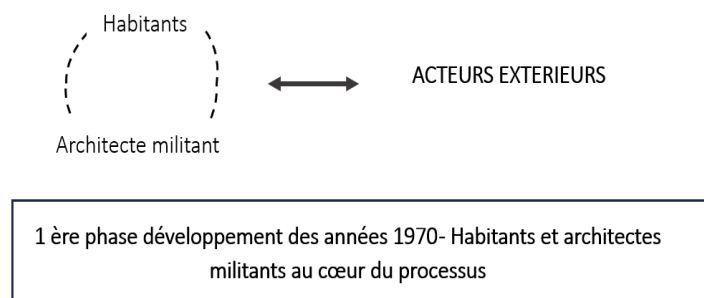 Habitants
ACTEURS EXTERIEURS
Architecte militant
1 ère phase développement des années 1970- Habitants et architectes
militants au cœur du processus